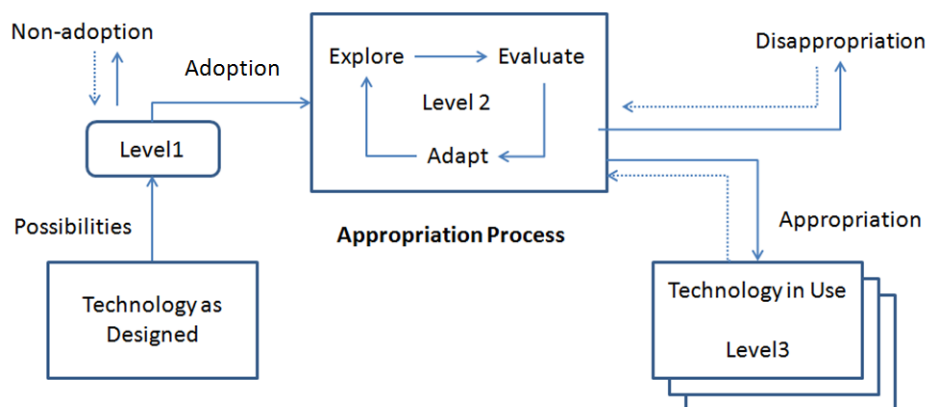 Non-adoption
Adoption
Explore
Evaluate
Disappropriation
Level 2
Level1
Adapt
Possibilities
Appropriation Process
Appropriation
Technology as
Designed
Technology in Use
Level3